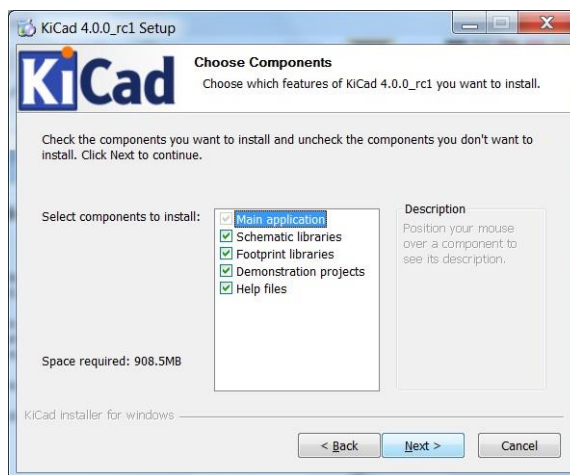 KiCad 4.0.0_rc1 Setup
KiCad
Choose Components
Choose which features of KiCad 4.0.0_rc1 you want to install.
Check the components you want to install and uncheck the components you don't want to
install. Click Next to continue.
Select components to install:
Main application
Schematic libraries
Footprint libraries
Demonstration projects
Help files
Description
Position your mouse
over a component to
see its description.
Space required: 908.5MB
KiCad installer for windows
< Back
Next >
Cancel